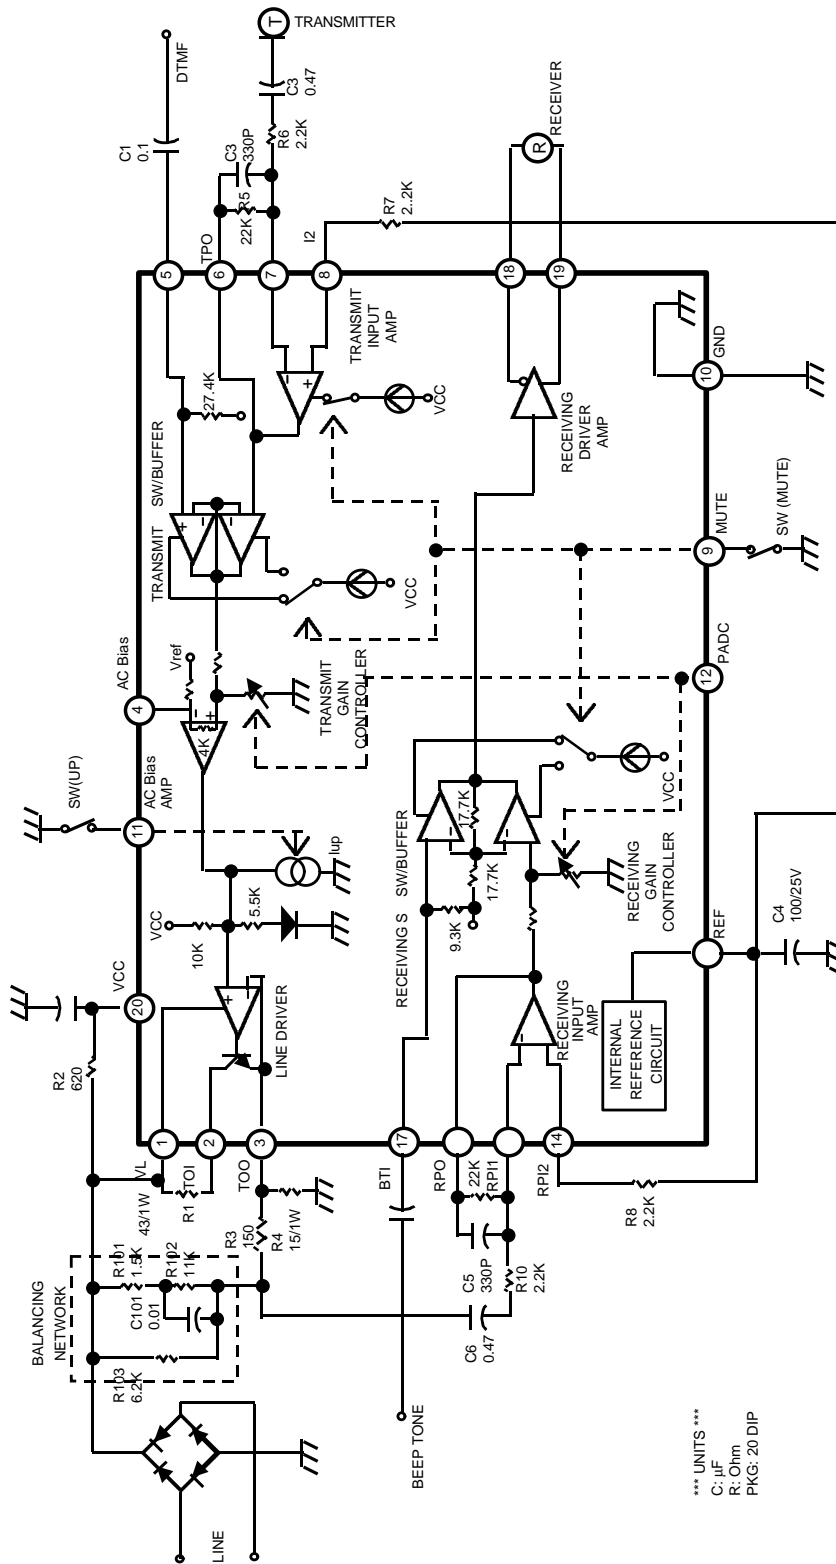 BALANCING
NETWORK
LINE
R103
6.2K
R101
1.5K
C101
0.01
R102
11K
R3
150
R4
15/1W
43/1W
R1
R2
620
VL
TOI
TOO
1
2
3
20
VCC
VCC
10K
5.5K
LINE DRIVER
+
−
SW(UP)
11
AC Bias
AMP
Iup
4
AC Bias
Vref
4K
−
+
TRANSMIT
GAIN
CONTROLLER
TRANSMIT
SW/BUFFER
+
−
−
27.4K
VCC
C1
0.1
DTMF
5
TPO
6
C3
330P
R5
22K
7
R6
2.2K
C3
0.47
T
TRANSMITTER
I2
8
R7
2..2K
TRANSMIT
INPUT
AMP
−
+
VCC
BEEP TONE
BTI
17
RPO
RPI1
22K
RPI2
14
C5
330P
R10
2.2K
C6
0.47
R8
2.2K
RECEIVING S
SW/BUFFER
9.3K
17.7K
17.7K
−
−
VCC
RECEIVING
INPUT
AMP
−
RECEIVING
GAIN
CONTROLLER
RECEIVING
DRIVER
AMP
18
19
R
RECEIVER
INTERNAL
REFERENCE
CIRCUIT
REF
C4
100/25V
12
PADC
9
MUTE
SW (MUTE)
10
GND
*** UNITS ***
C: µF
R: Ohm
PKG: 20 DIP